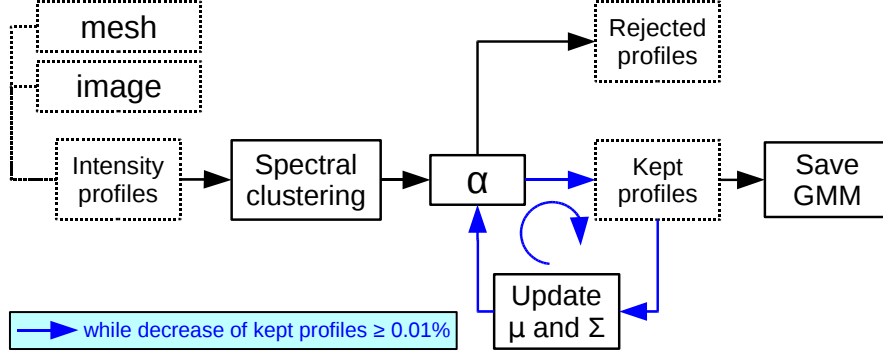 mesh
image
Intensity
profiles
Spectral
clustering
α
Rejected
profiles
Kept
profiles
Save
GMM
Update
μ and Σ
while decrease of kept profiles ≥ 0.01%